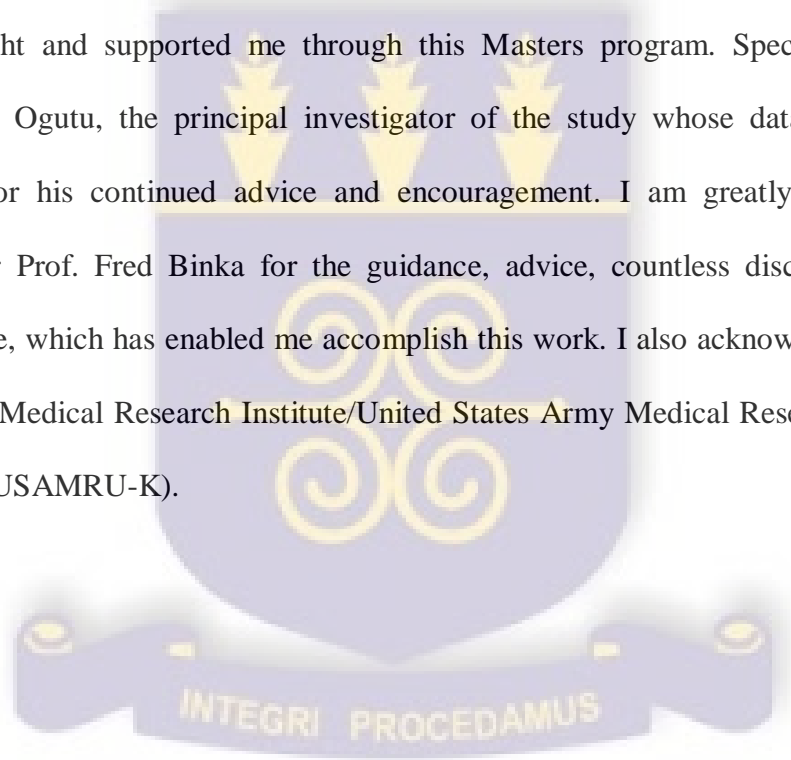 ght and supported me through this Masters program. Spec
Ogutu, the principal investigator of the study whose data
or his continued advice and encouragement. I am greatly
r Prof. Fred Binka for the guidance, advice, countless disc
e, which has enabled me accomplish this work. I also acknow
Medical Research Institute/United States Army Medical Rese
USAMRU-K).
INTEGRI PROCEDAMUS